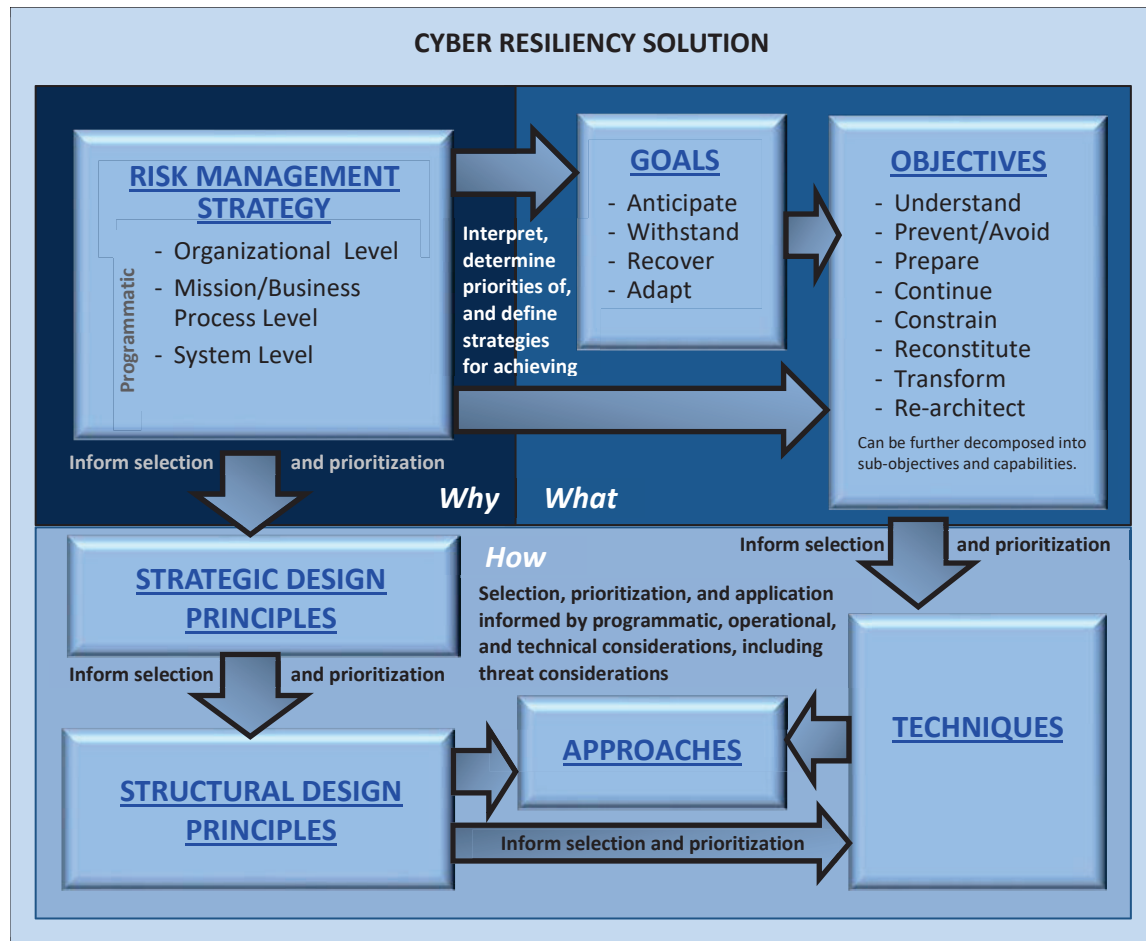 CYBER RESILIENCY SOLUTION
RISK MANAGEMENT
STRATEGY
- Organizational Level
- Mission/Business
Process Level
- System Level
Programmatic
Interpret,
determine
priorities of,
and define
strategies
for achieving
GOALS
- Anticipate
- Withstand
- Recover
- Adapt
OBJECTIVES
- Understand
- Prevent/Avoid
- Prepare
- Continue
- Constrain
- Reconstitute
- Transform
- Re-architect
Can be further decomposed into
sub-objectives and capabilities.
Inform selection and prioritization
Why What
How
Inform selection and prioritization
STRATEGIC DESIGN
PRINCIPLES
Selection, prioritization, and application
informed by programmatic, operational,
and technical considerations, including
threat considerations
Inform selection and prioritization
STRUCTURAL DESIGN
PRINCIPLES
APPROACHES
TECHNIQUES
Inform selection and prioritization